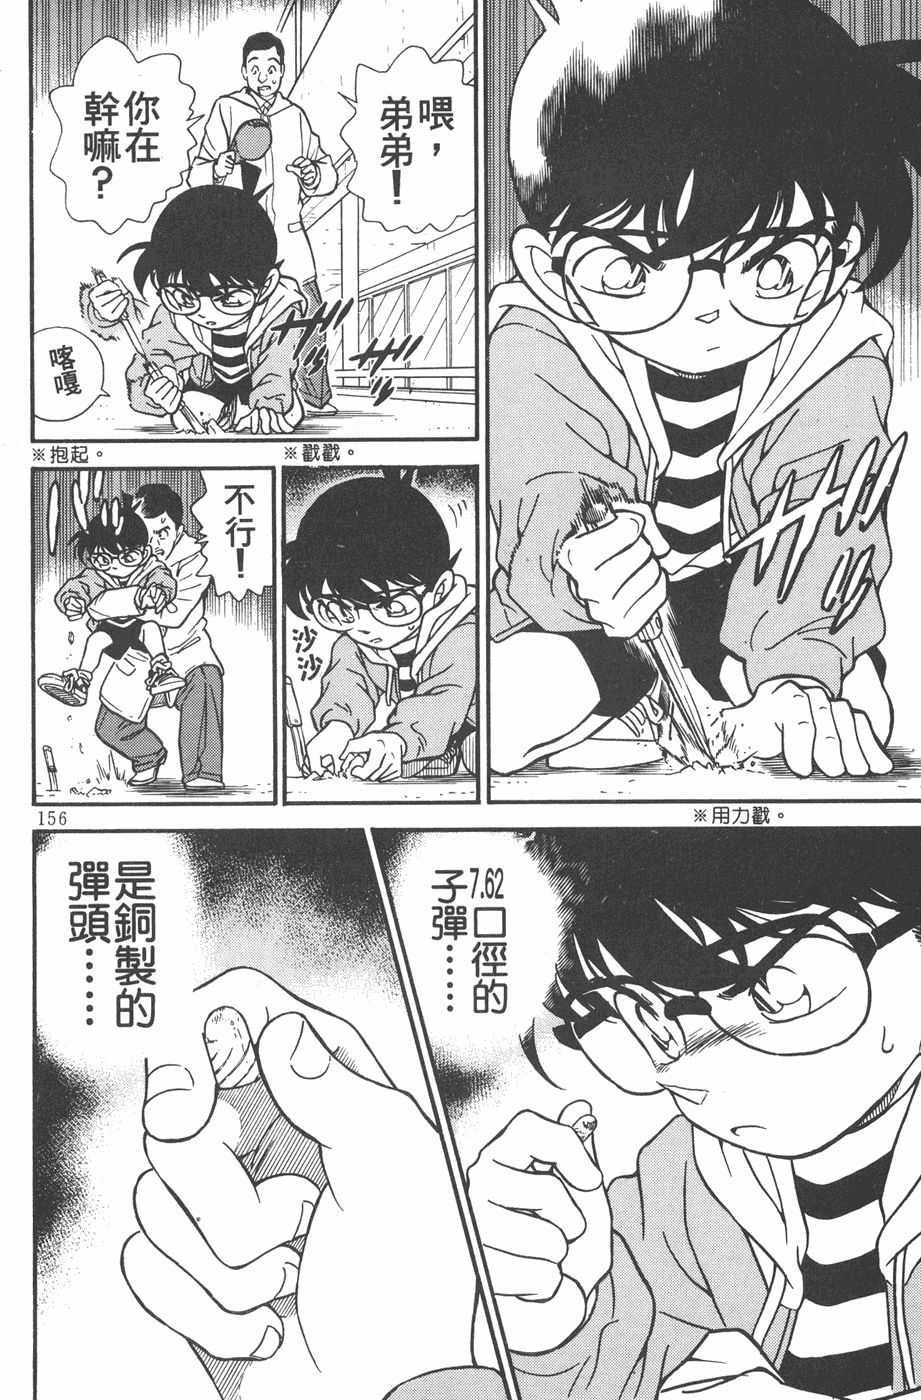 ※用力戳。
喂，
弟弟！
你在
幹嘛？
喀嘎
※戳戳。
※抱起。
沙沙
不行！
156
7.62口徑的
子彈……
是銅製的
彈頭……